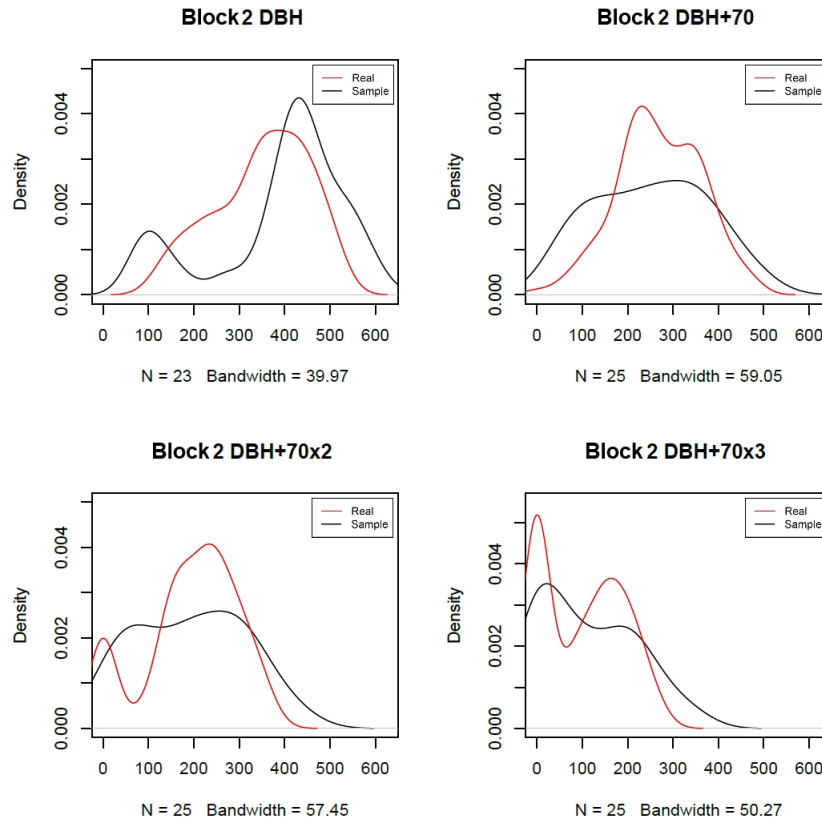 Block 2 DBH
Real
Sample
Density
0.000
0.002
0.004
0 100 200 300 400 500 600
N = 23 Bandwidth = 39.97
Block 2 DBH+70
Real
Sample
Density
0.000
0.002
0.004
0 100 200 300 400 500 600
N = 25 Bandwidth = 59.05
Block 2 DBH+70x2
Real
Sample
Density
0.000
0.002
0.004
0 100 200 300 400 500 600
N = 25 Bandwidth = 57.45
Block 2 DBH+70x3
Real
Sample
Density
0.000
0.002
0.004
0 100 200 300 400 500 600
N = 25 Bandwidth = 50.27